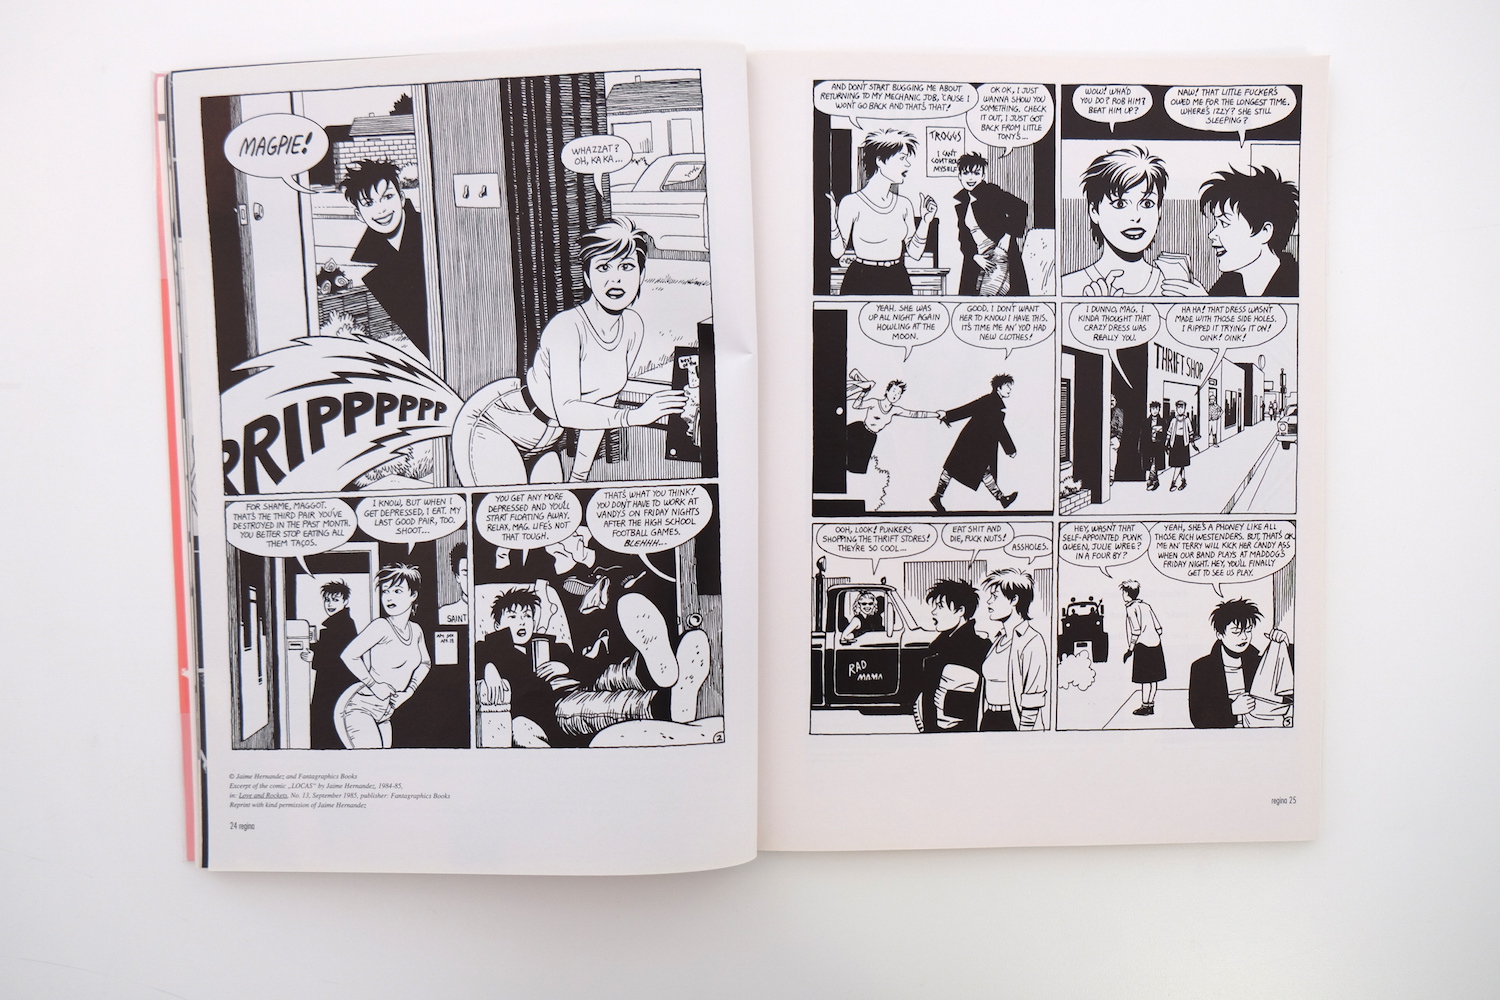 MAGPIE!
WHAZZAT?
OH, KA KA...
RRIPPPPPP
FOR SHAME, MAGGOT.
THAT'S THE THIRD PAIR YOU'VE
DESTROYED IN THE PAST MONTH.
YOU BETTER STOP EATING ALL
THEM TACOS.
I KNOW, BUT WHEN I
GET DEPRESSED, I EAT. MY
LAST GOOD PAIR, TOO.
SHOOT...
SAINT
YOU GET ANY MORE
DEPRESSED AND YOU'LL
START FLOATING AWAY.
RELAX, MAG. LIFE'S NOT
THAT TOUGH.
THAT'S WHAT YOU THINK!
YOU DON'T HAVE TO WORK AT
VANDY'S ON FRIDAY NIGHTS
AFTER THE HIGH SCHOOL
FOOTBALL GAMES.
BLEHHH...
2
© Jaime Hernandez and Fantagraphics Books
Excerpt of the comic „LOCAS" by Jaime Hernandez, 1984-85,
in: Love and Rockets, No. 13, September 1985, publisher: Fantagraphics Books
Reprint with kind permission of Jaime Hernandez
24 regina
AND DON'T START BUGGING ME ABOUT
RETURNING TO MY MECHANIC JOB, 'CAUSE I
WON'T GO BACK AND THAT'S THAT!
OK OK, I JUST
WANNA SHOW YOU
SOMETHING. CHECK
IT OUT, I JUST GOT
BACK FROM LITTLE
TONY'S...
TROGGS
I CAN'T
CONTROL
MYSELF
WOW! WHA'D
YOU DO? ROB HIM?
BEAT HIM UP?
NAW! THAT LITTLE FUCKER'S
OWED ME FOR THE LONGEST TIME.
WHERE'S IZZY? SHE STILL
SLEEPING?
YEAH. SHE WAS
UP ALL NIGHT AGAIN
HOWLING AT THE
MOON.
GOOD. I DON'T WANT
HER TO KNOW I HAVE THIS.
IT'S TIME ME AN' YOU HAD
NEW CLOTHES!
I DUNNO, MAG. I
KINDA THOUGHT THAT
CRAZY DRESS WAS
REALLY YOU.
HA HA! THAT DRESS WASN'T
MADE WITH THOSE SIDE HOLES.
I RIPPED IT TRYING IT ON!
OINK! OINK!
THRIFT SHOP
OOH, LOOK! PUNKERS
SHOPPING THE THRIFT STORES!
THEY'RE SO COOL...
EAT SHIT AND
DIE, FUCK NUTS!
ASSHOLES.
RAD
MAMA
HEY, WASN'T THAT
SELF-APPOINTED PUNK
QUEEN, JULIE WREE?
IN A FOUR BY?
YEAH, SHE'S A PHONEY LIKE ALL
THOSE RICH WESTENDERS. BUT, THAT'S OK,
ME AN' TERRY WILL KICK HER CANDY ASS
WHEN OUR BAND PLAYS AT MADDOGS
FRIDAY NIGHT. HEY, YOU'LL FINALLY
GET TO SEE US PLAY.
3
regina 25